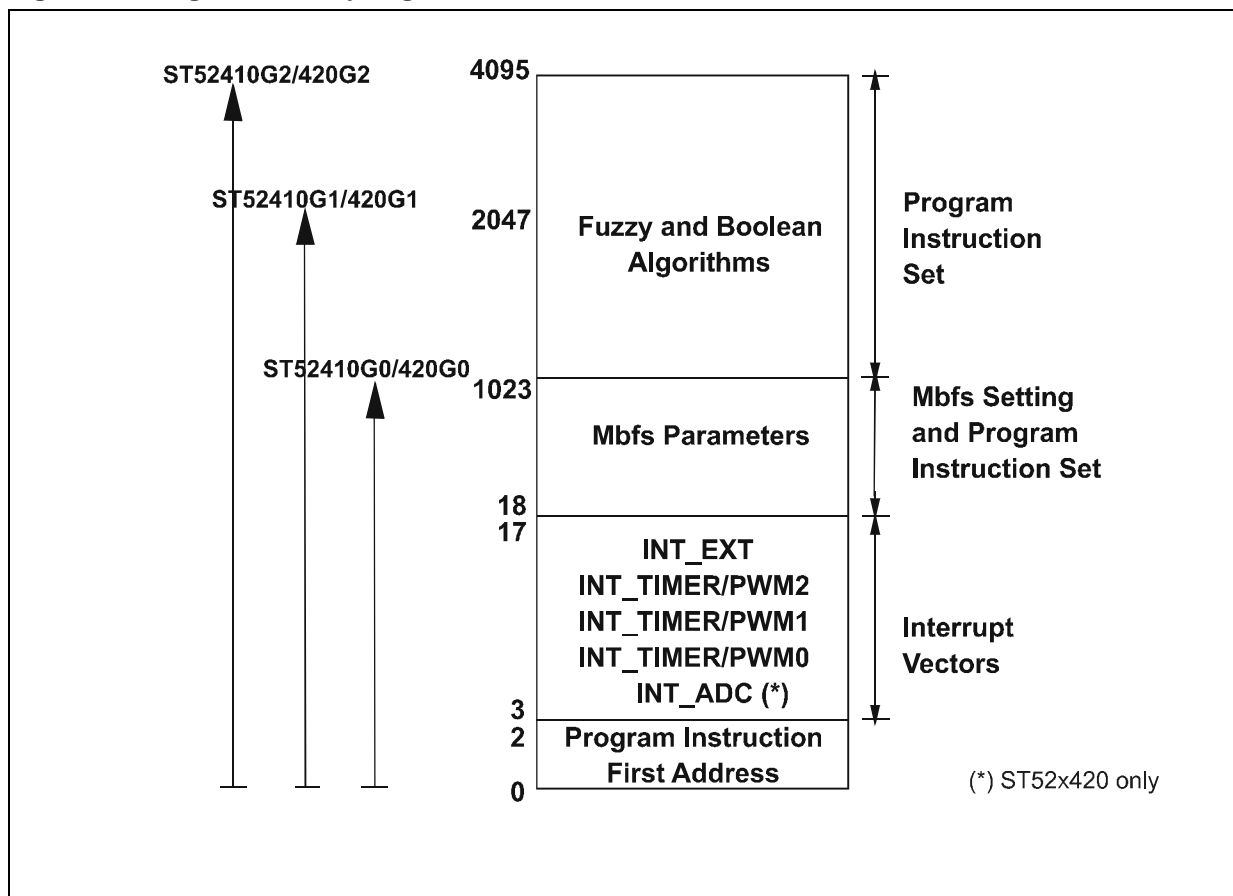 ST52410G2/420G2
4095
ST52410G1/420G1
2047
Fuzzy and Boolean
Algorithms
Program
Instruction
Set
ST52410G0/420G0
1023
Mbfs Parameters
Mbfs Setting
and Program
Instruction Set
18
17
INT_EXT
INT_TIMER/PWM2
INT_TIMER/PWM1
INT_TIMER/PWM0
INT_ADC (*)
Interrupt
Vectors
3
2
Program Instruction
First Address
0
(*) ST52x420 only